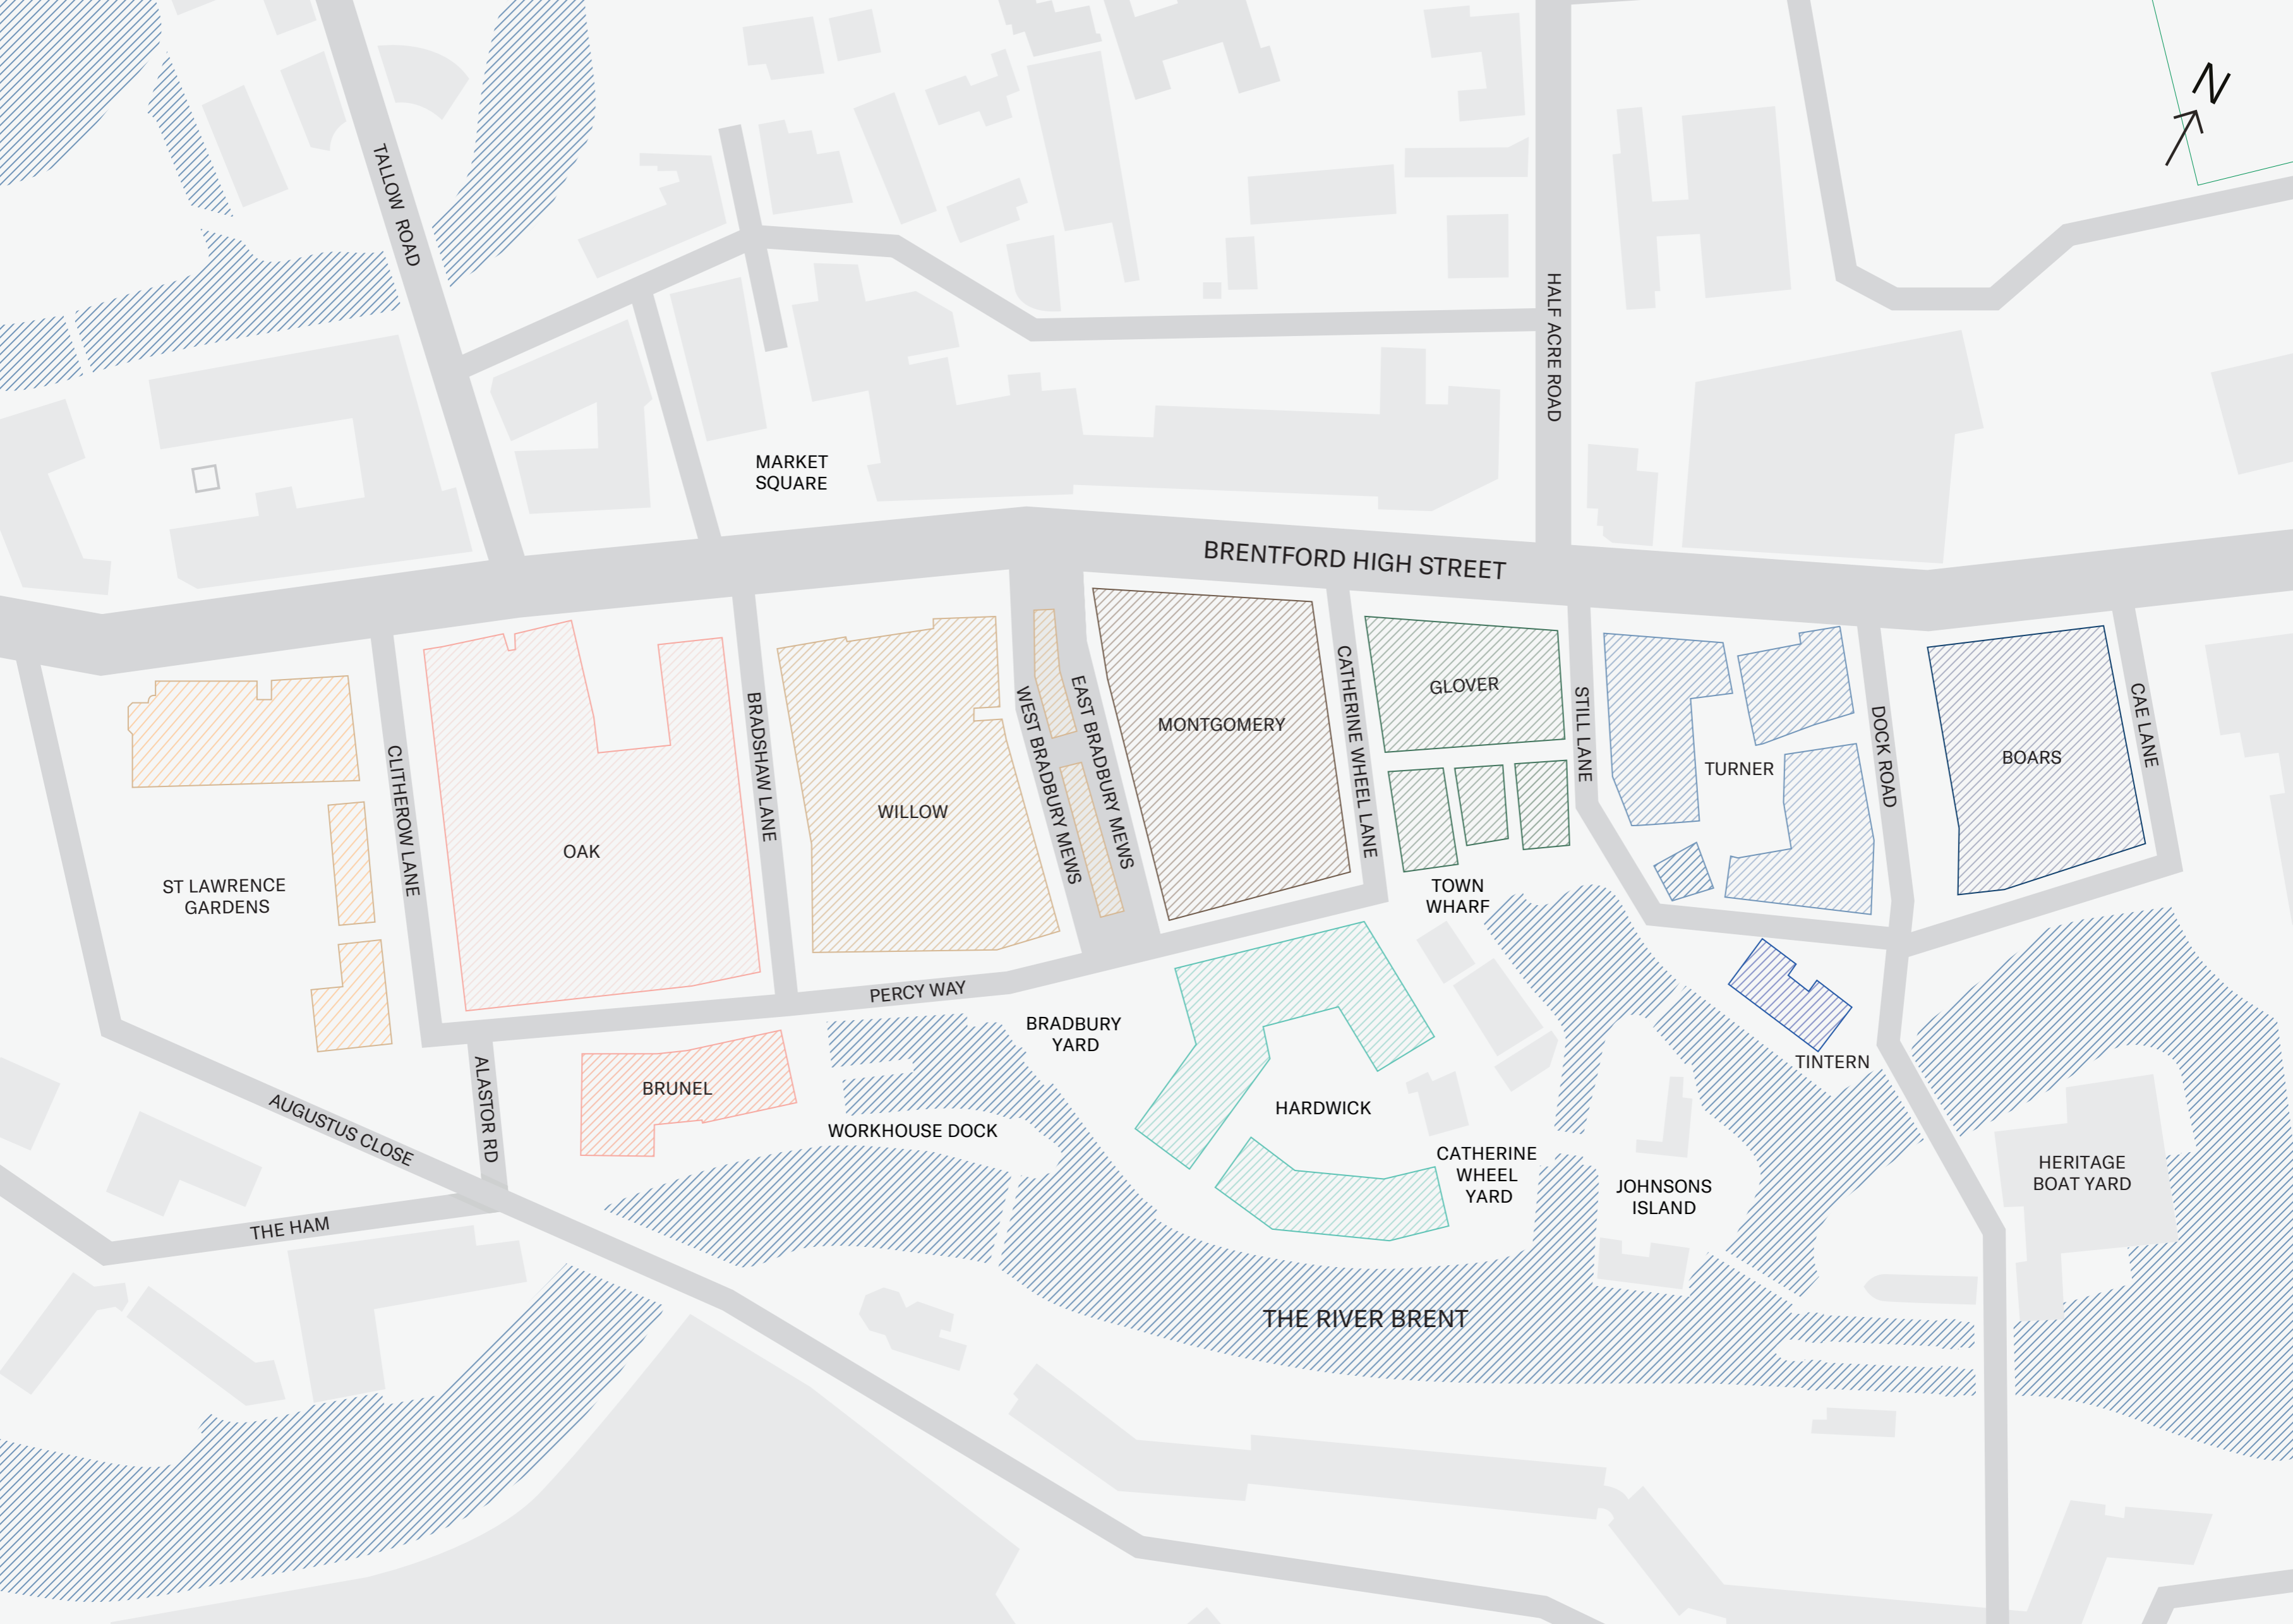 N
TALLOW ROAD
HALF ACRE ROAD
MARKET
SQUARE
BRENTFORD HIGH STREET
CLITHEROW LANE
BRADSHAW LANE
WEST BRADBURY MEWS
EAST BRADBURY MEWS
CATHERINE WHEEL LANE
STILL LANE
DOCK ROAD
CAE LANE
GLOVER
MONTGOMERY
TURNER
BOARS
WILLOW
OAK
ST LAWRENCE
GARDENS
TOWN
WHARF
PERCY WAY
BRADBURY
YARD
TINTERN
BRUNEL
ALASTOR RD
AUGUSTUS CLOSE
WORKHOUSE DOCK
HARDWICK
CATHERINE
WHEEL
YARD
JOHNSONS
ISLAND
HERITAGE
BOAT YARD
THE HAM
THE RIVER BRENT